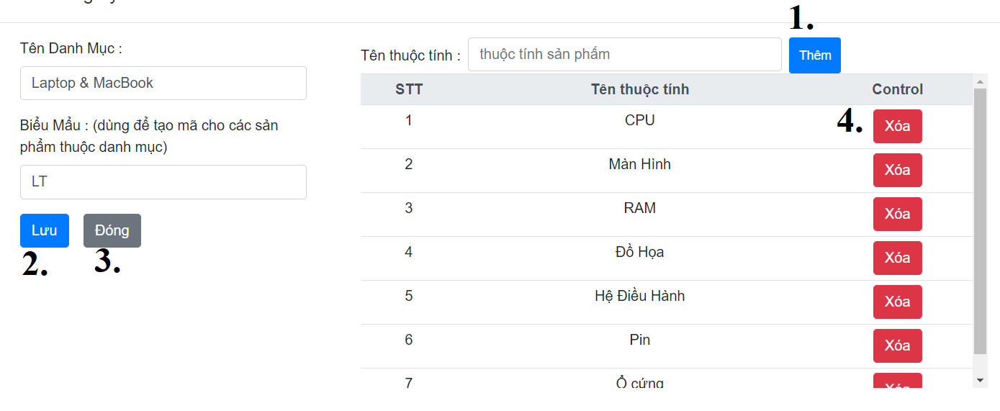 1.
Tên Danh Mục :
Laptop & MacBook
Biểu Mẩu : (dùng để tạo mã cho các sản
phẩm thuộc danh mục)
LT
Lưu Đóng
2. 3.
Tên thuộc tính : thuộc tính sản phẩm Thêm
STT Tên thuộc tính Control
1 CPU 4. Xóa
2 Màn Hình Xóa
3 RAM Xóa
4 Đồ Họa Xóa
5 Hệ Điều Hành Xóa
6 Pin Xóa
7 Ổ cứng Xóa